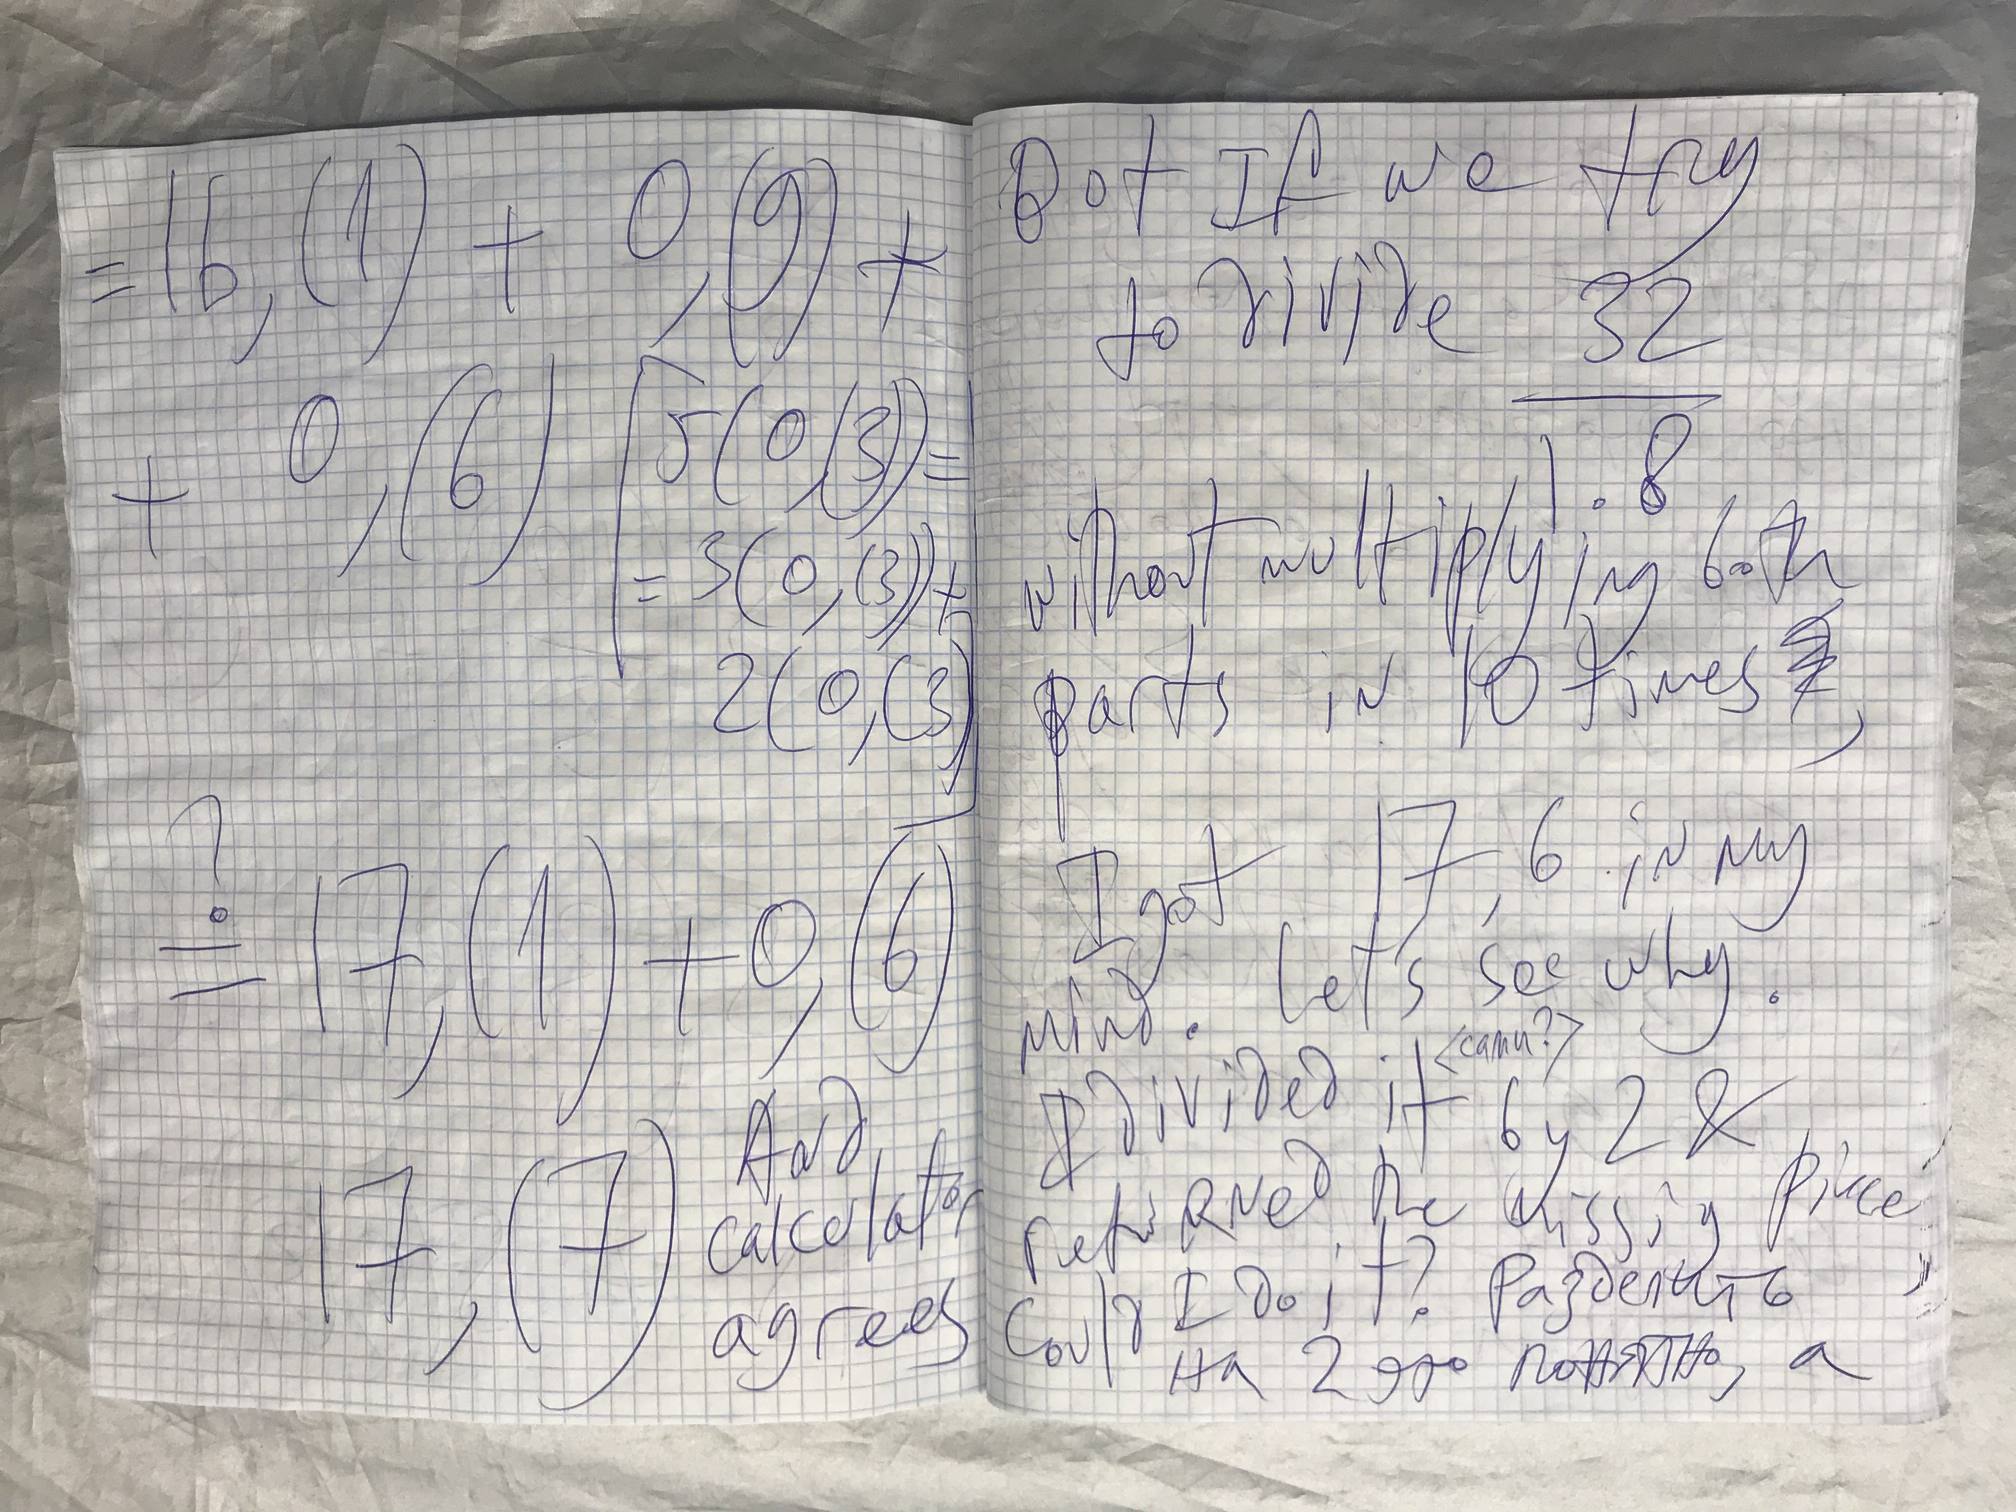 = 16,(1) + 0,(9) +
+ 0,(6) [5(0,(3)) =
= 3(0,(3)) +
2(0,(3)]
?
= 17,(1) + 0,(6)
17,(7) And
calculator
agrees
But If we try
to divide 32
1.8
without multiplying both
parts in 10 times,
I got 17,6 in my
mind. Let's see why.
I divided it <сами?> by 2 &
returned the missig piece
Could I do it? Разделить
на 2 это понятно, а